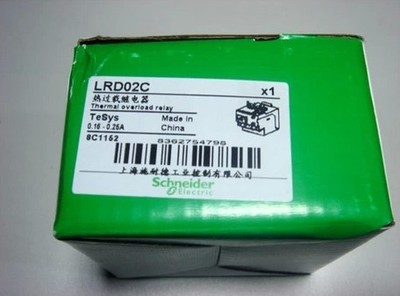 LRD02C x1
热过载继电器
Thermal overload relay
TeSys Made in
0.16 - 0.25A China
8C1152
8362754798
上海施耐德工业控制有限公司
Schneider
Electric